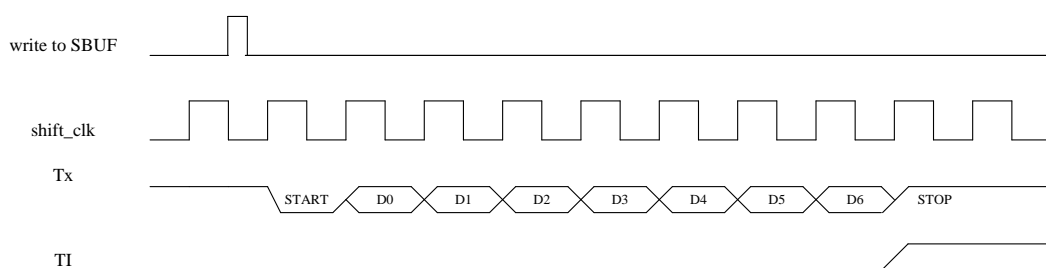 write to SBUF
shift_clk
Tx
START D0 D1 D2 D3 D4 D5 D6 STOP
TI